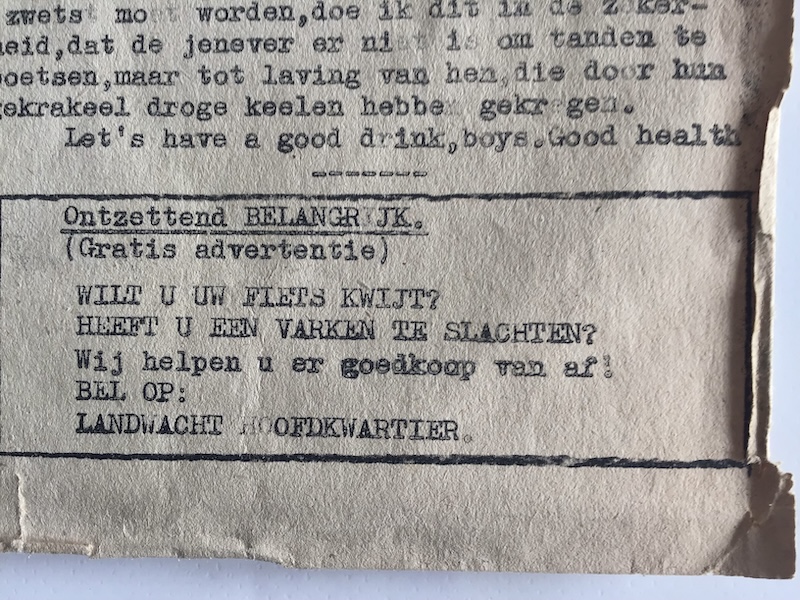 zwetst moet worden,doe ik dit in de zeker-
heid,dat de jenever er niet is om tanden te
poetsen,maar tot laving van hen,die door hun
gekrakeel droge keelen hebben gekregen.
Let's have a good drink,boys.Good health
-------
Ontzettend BELANGRIJK.
(Gratis advertentie)
WILT U UW FIETS KWIJT?
HEEFT U EEN VARKEN TE SLACHTEN?
Wij helpen u er goedkoop van af!
BEL OP:
LANDWACHT HOOFDKWARTIER.